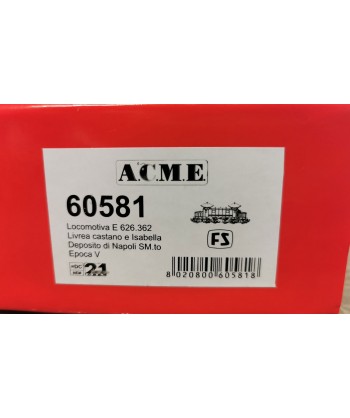 A.C.M.E
60581
Locomotiva E 626.362
Livrea castano e Isabella
Deposito di Napoli SM.to
Epoca V
FS
21
8 020800 605818